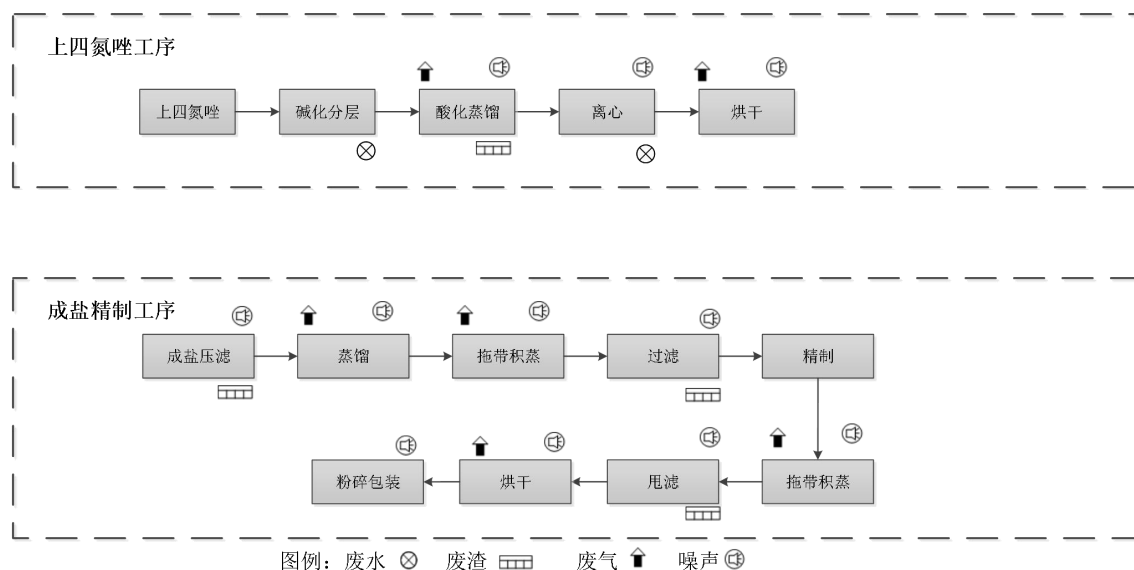 上四氮唑工序
上四氮唑
碱化分层
酸化蒸馏
离心
烘干
成盐精制工序
成盐压滤
蒸馏
拖带积蒸
过滤
精制
粉碎包装
烘干
甩滤
拖带积蒸
图例：废水 废渣 废气 噪声